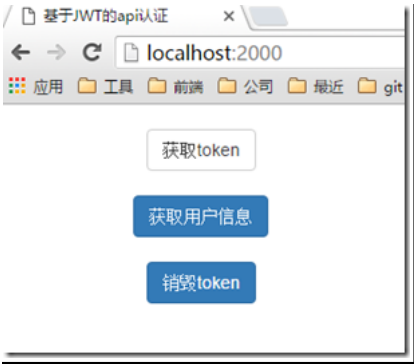 基于JWT的api认证
localhost:2000
应用 工具 前端 公司 最近 git
获取token
获取用户信息
销毁token